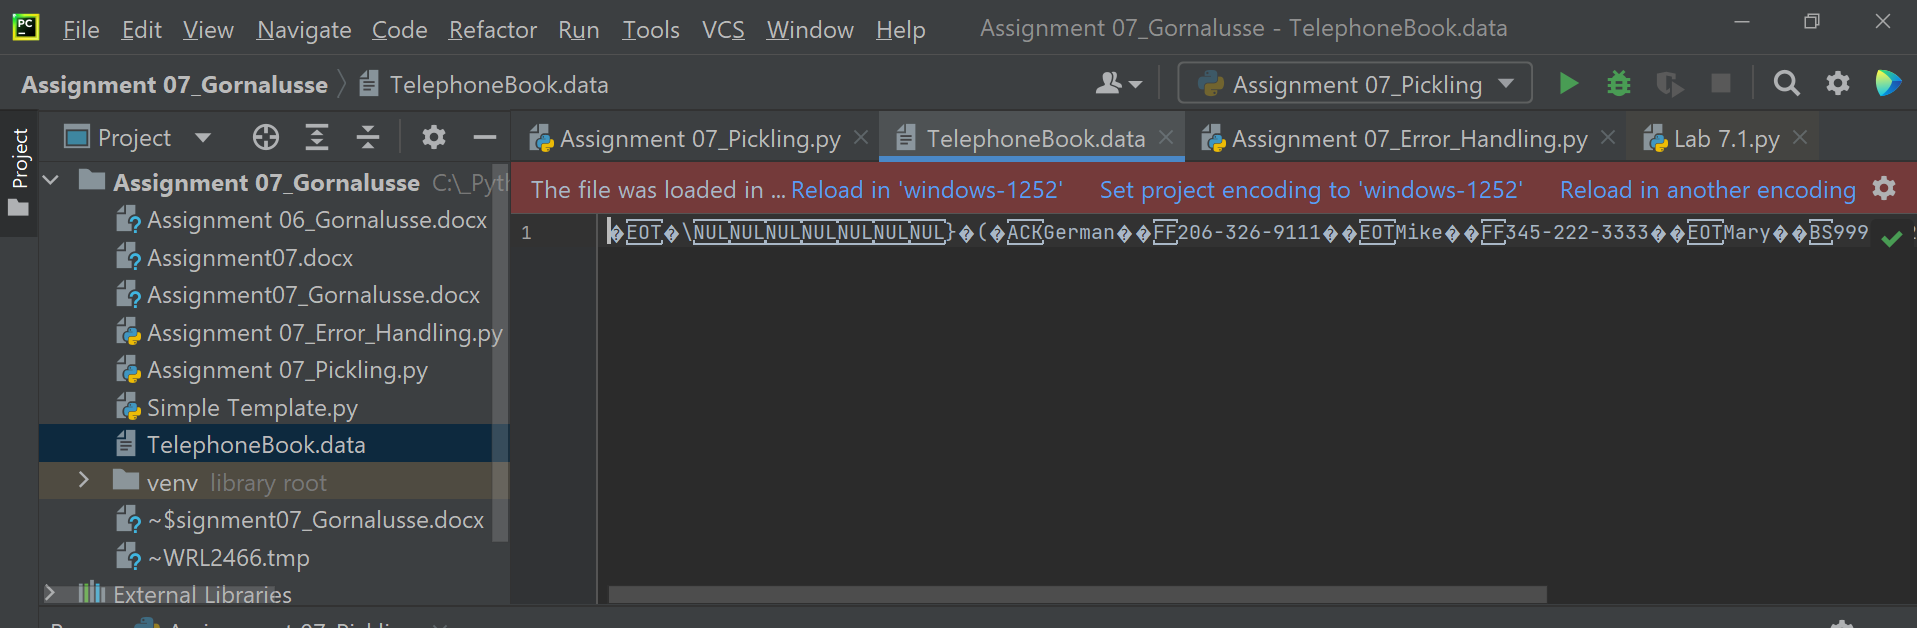 PC
File Edit View Navigate Code Refactor Run Tools VCS Window Help Assignment 07_Gornalusse - TelephoneBook.data
Assignment 07_Gornalusse TelephoneBook.data Assignment 07_Pickling
Project
Project
Assignment 07_Pickling.py TelephoneBook.data Assignment 07_Error_Handling.py Lab 7.1.py
Assignment 07_Gornalusse C:\_Pyth
The file was loaded in ... Reload in 'windows-1252' Set project encoding to 'windows-1252' Reload in another encoding
Assignment 06_Gornalusse.docx
1 �EOT�\NULNULNULNULNULNULNUL}�(�ACKGerman��FF206-326-9111��EOTMike��FF345-222-3333��EOTMary��BS999
Assignment07.docx
Assignment07_Gornalusse.docx
Assignment 07_Error_Handling.py
Assignment 07_Pickling.py
Simple Template.py
TelephoneBook.data
venv library root
~$signment07_Gornalusse.docx
~WRL2466.tmp
External Libraries